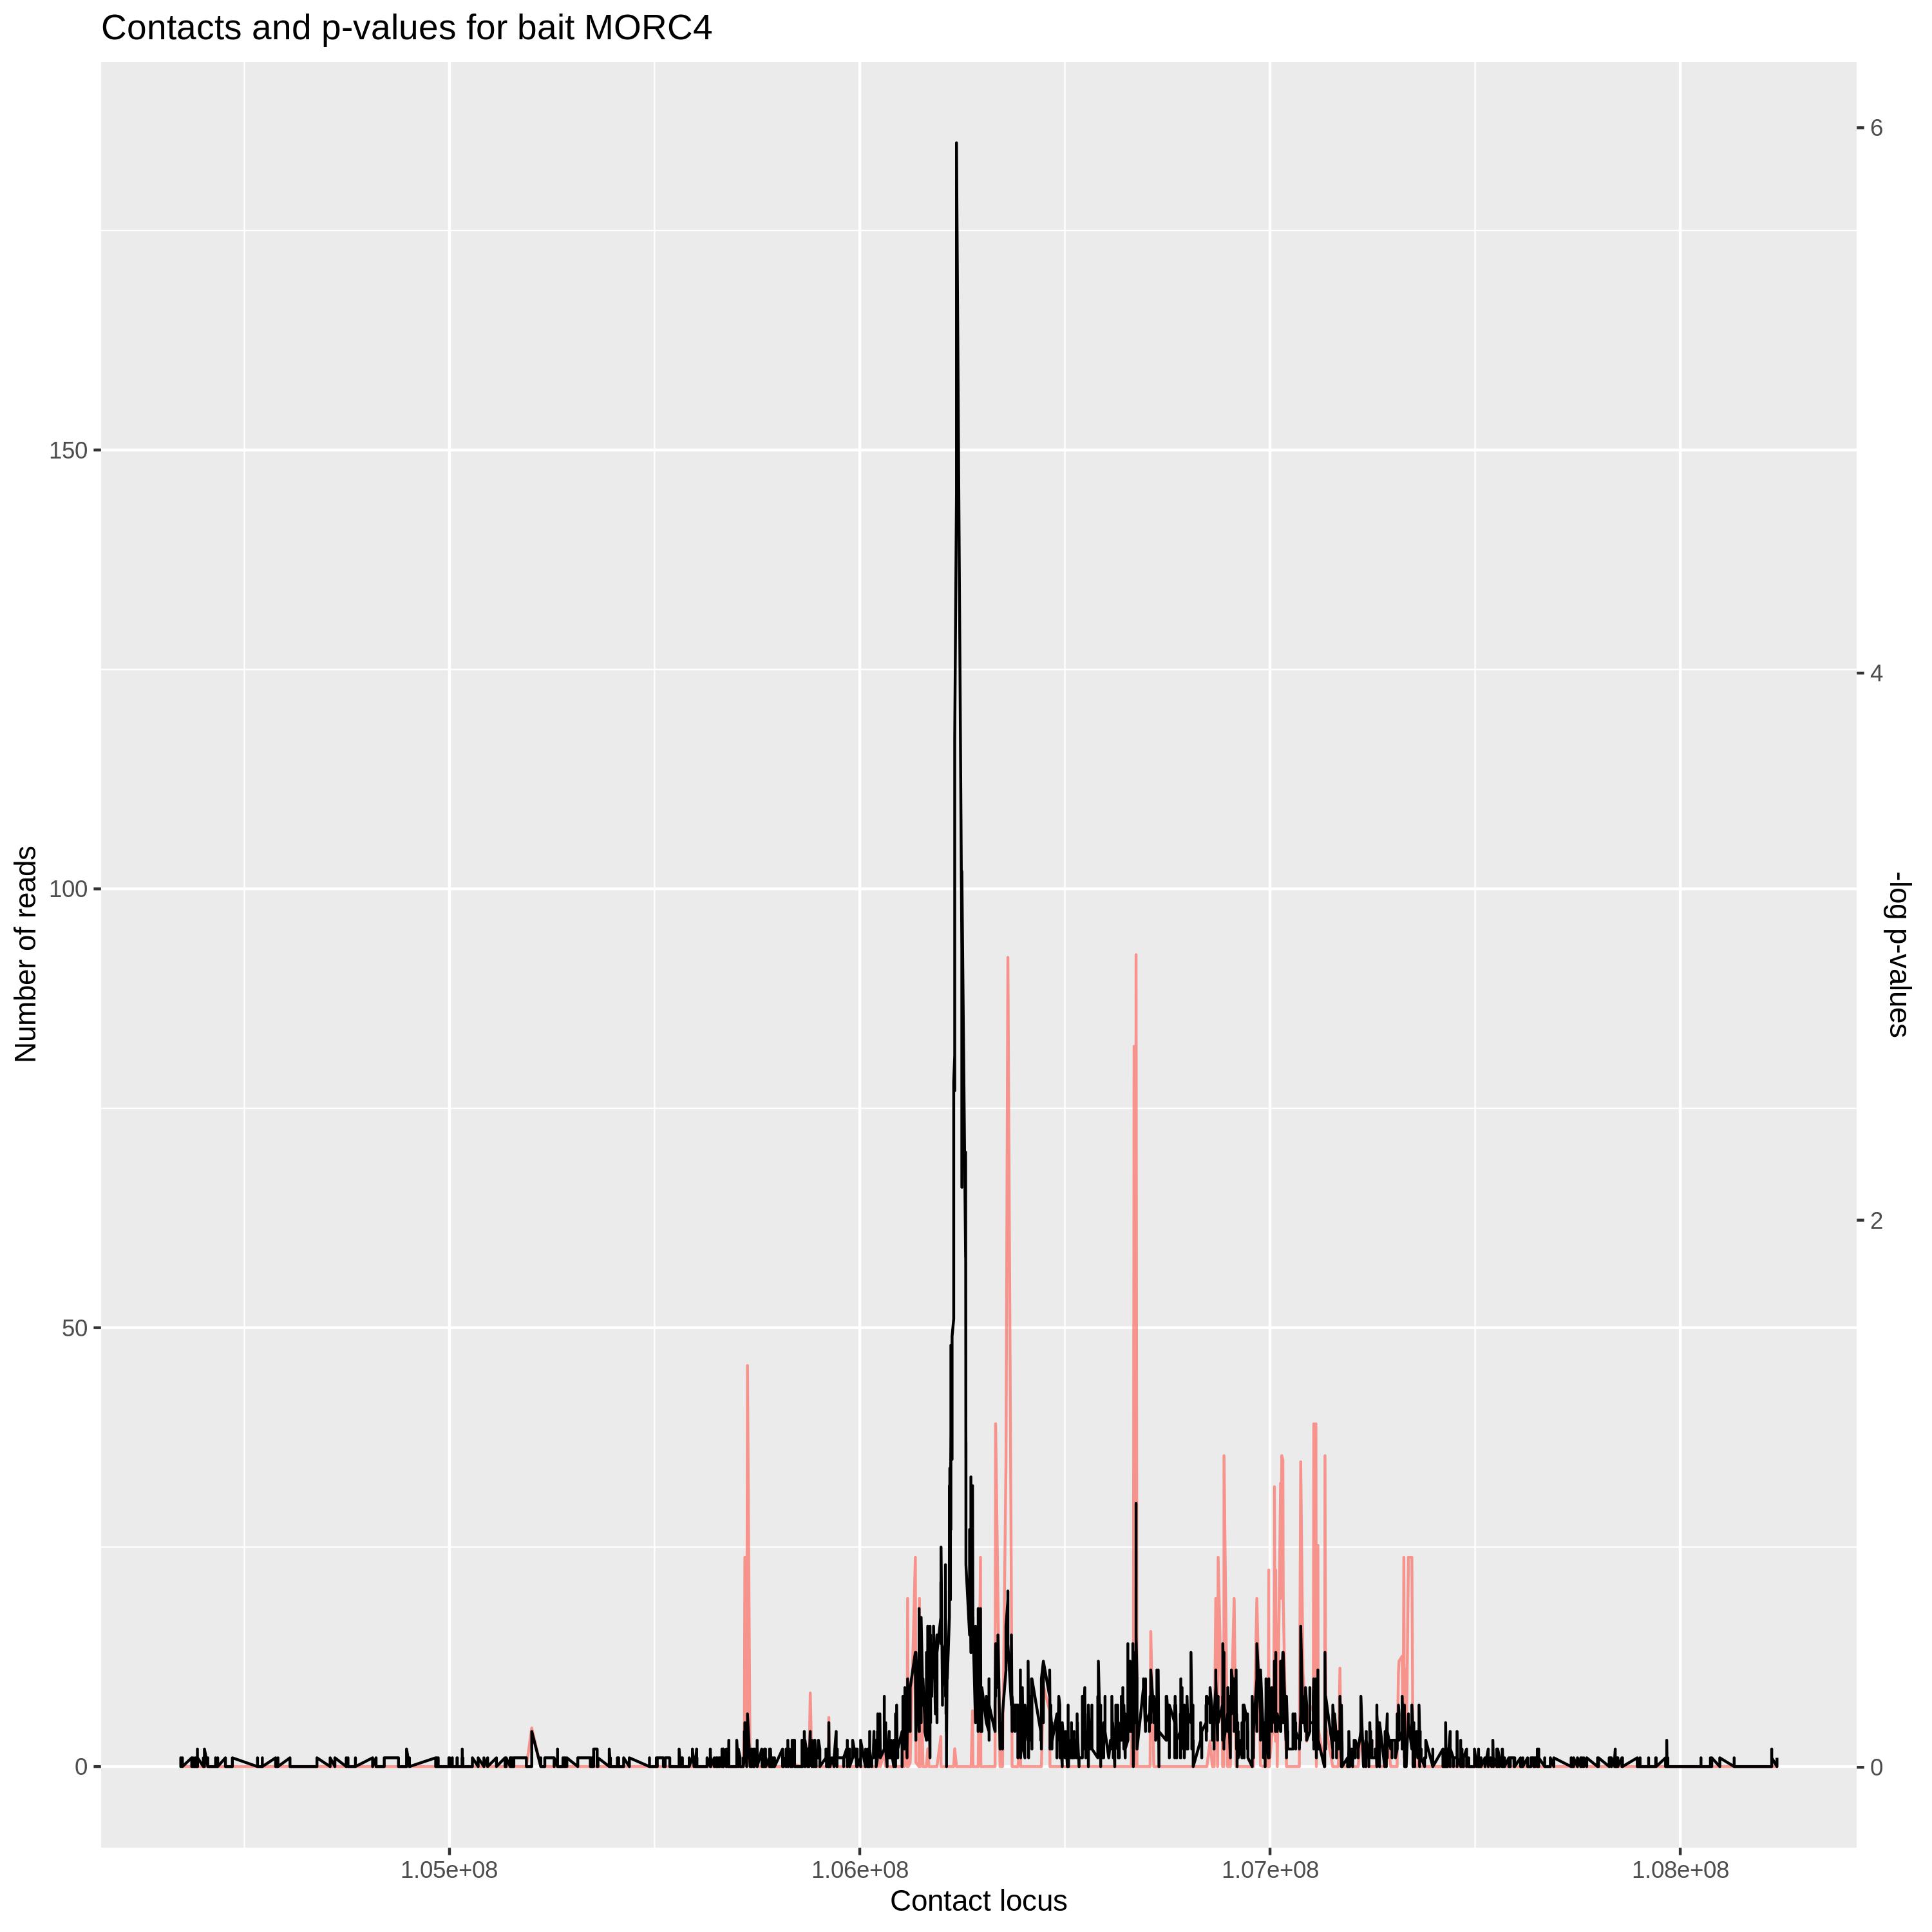 Contacts and p-values for bait MORC4
Number of reads
150
100
50
0
6
4
2
0
-log p-values
1.05e+08
1.06e+08
1.07e+08
1.08e+08
Contact locus